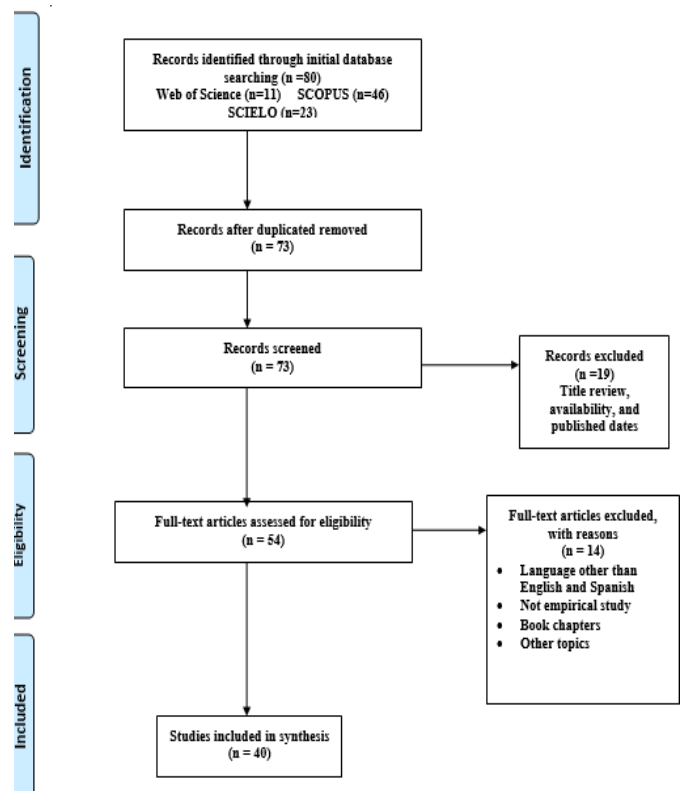 Identification
Records identified through initial database
searching (n =80)
Web of Science (n=11) SCOPUS (n=46)
SCIELO (n=23)
Records after duplicated removed
(n = 73)
Screening
Records screened
(n = 73)
Records excluded
(n =19)
Title review,
availability, and
published dates
Eligibility
Full-text articles assessed for eligibility
(n = 54)
Full-text articles excluded,
with reasons
(n = 14)
• Language other than
English and Spanish
• Not empirical study
• Book chapters
• Other topics
Included
Studies included in synthesis
(n = 40)